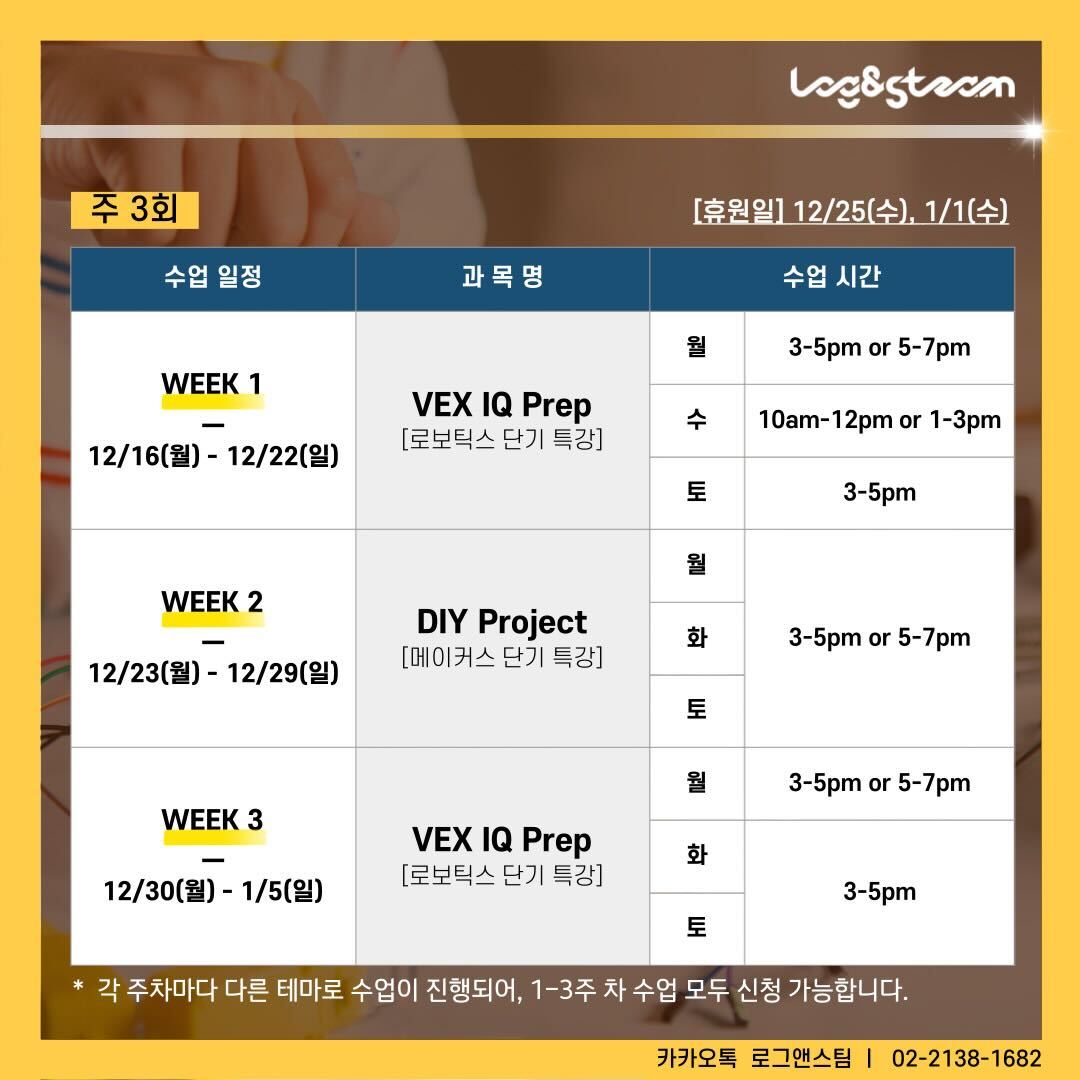 Log&steam
주 3회
[휴원일] 12/25(수), 1/1(수)
수업 일정
과 목 명
수업 시간
WEEK 1
–
12/16(월) - 12/22(일)
VEX IQ Prep
[로보틱스 단기 특강]
월
3-5pm or 5-7pm
수
10am-12pm or 1-3pm
토
3-5pm
WEEK 2
–
12/23(월) - 12/29(일)
DIY Project
[메이커스 단기 특강]
월
화
토
3-5pm or 5-7pm
WEEK 3
–
12/30(월) - 1/5(일)
VEX IQ Prep
[로보틱스 단기 특강]
월
3-5pm or 5-7pm
화
토
3-5pm
* 각 주차마다 다른 테마로 수업이 진행되어, 1-3주 차 수업 모두 신청 가능합니다.
카카오톡 로그앤스팀 | 02-2138-1682